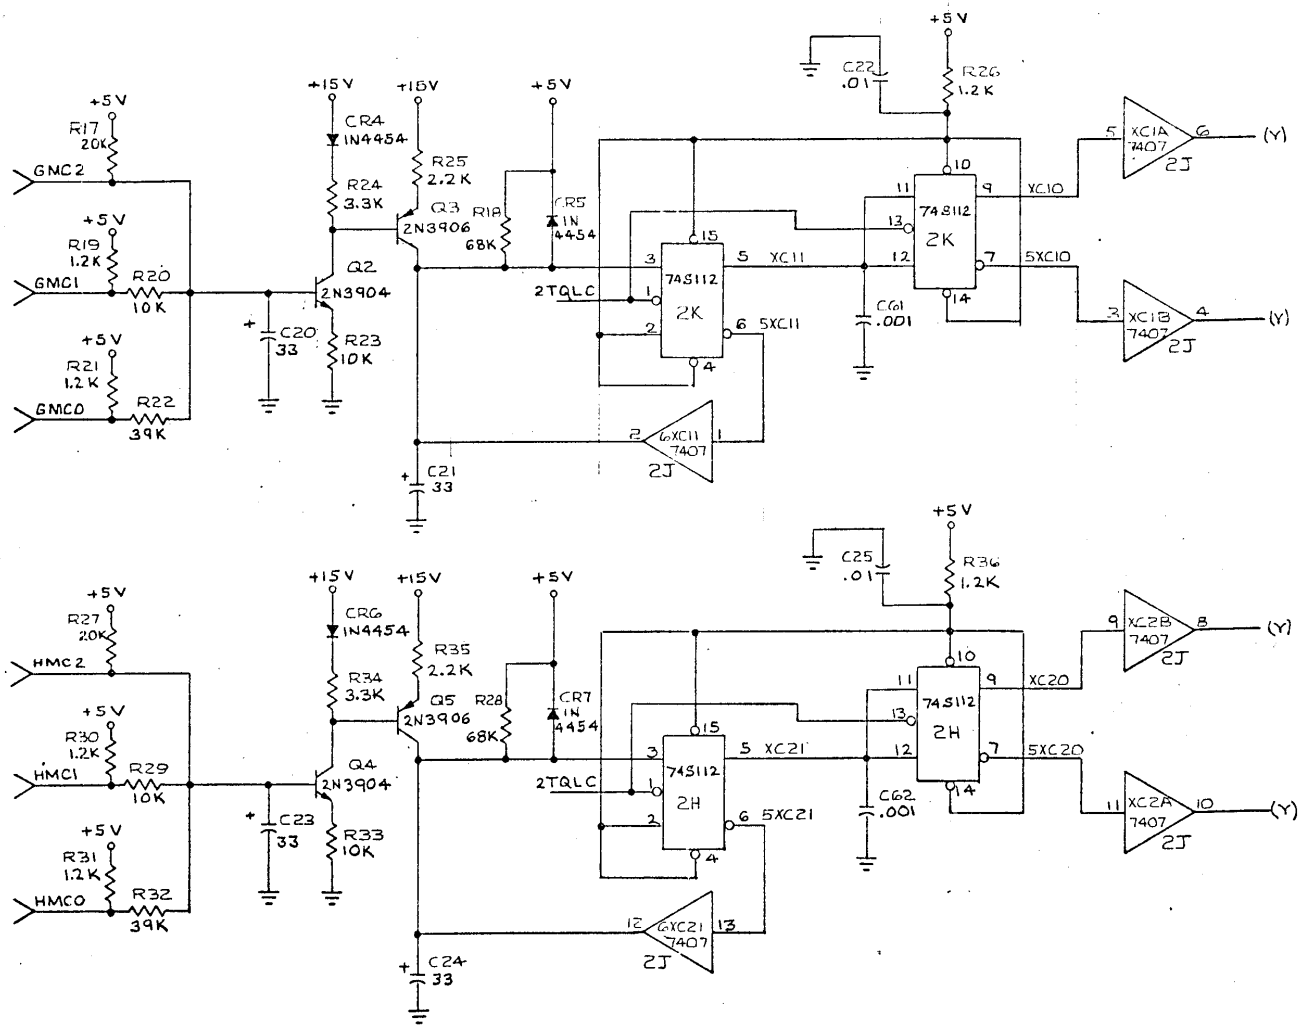 +5V
C22
.01
R26
1.2K
+15V
+15V
+5V
+5V
CR4
1N4454
R17
20K
5
XC1A
7407
6
(Y)
2J
GMC2
R25
2.2K
10
R24
3.3K
11
9
XC10
74S112
2K
+5V
Q3
2N3906
R18
68K
CR5
1N
4454
13
R19
1.2K
15
Q2
2N3904
3
5
XC11
12
7
5XC10
R20
10K
GMC1
74S112
2K
2TQLC
1
14
C61
.001
3
XC1B
7407
4
(Y)
2J
+
C20
33
R23
10K
2
6
5XC11
+5V
R21
1.2K
4
GMC0
R22
39K
2
6XC11
7407
1
2J
+
C21
33
+5V
C25
.01
R36
1.2K
+15V
+15V
+5V
+5V
CR6
1N4454
R27
20K
9
XC2B
7407
8
(Y)
2J
HMC2
R35
2.2K
10
R34
3.3K
11
9
XC20
74S112
2H
+5V
Q5
2N3906
R28
68K
CR7
1N
4454
13
R30
1.2K
15
Q4
2N3904
3
5
XC21
12
7
5XC20
R29
10K
HMC1
74S112
2H
2TQLC
1
14
C62
.001
11
XC2A
7407
10
(Y)
2J
+
C23
33
R33
10K
2
6
5XC21
+5V
R31
1.2K
4
HMC0
R32
39K
12
6XC21
7407
13
2J
+
C24
33